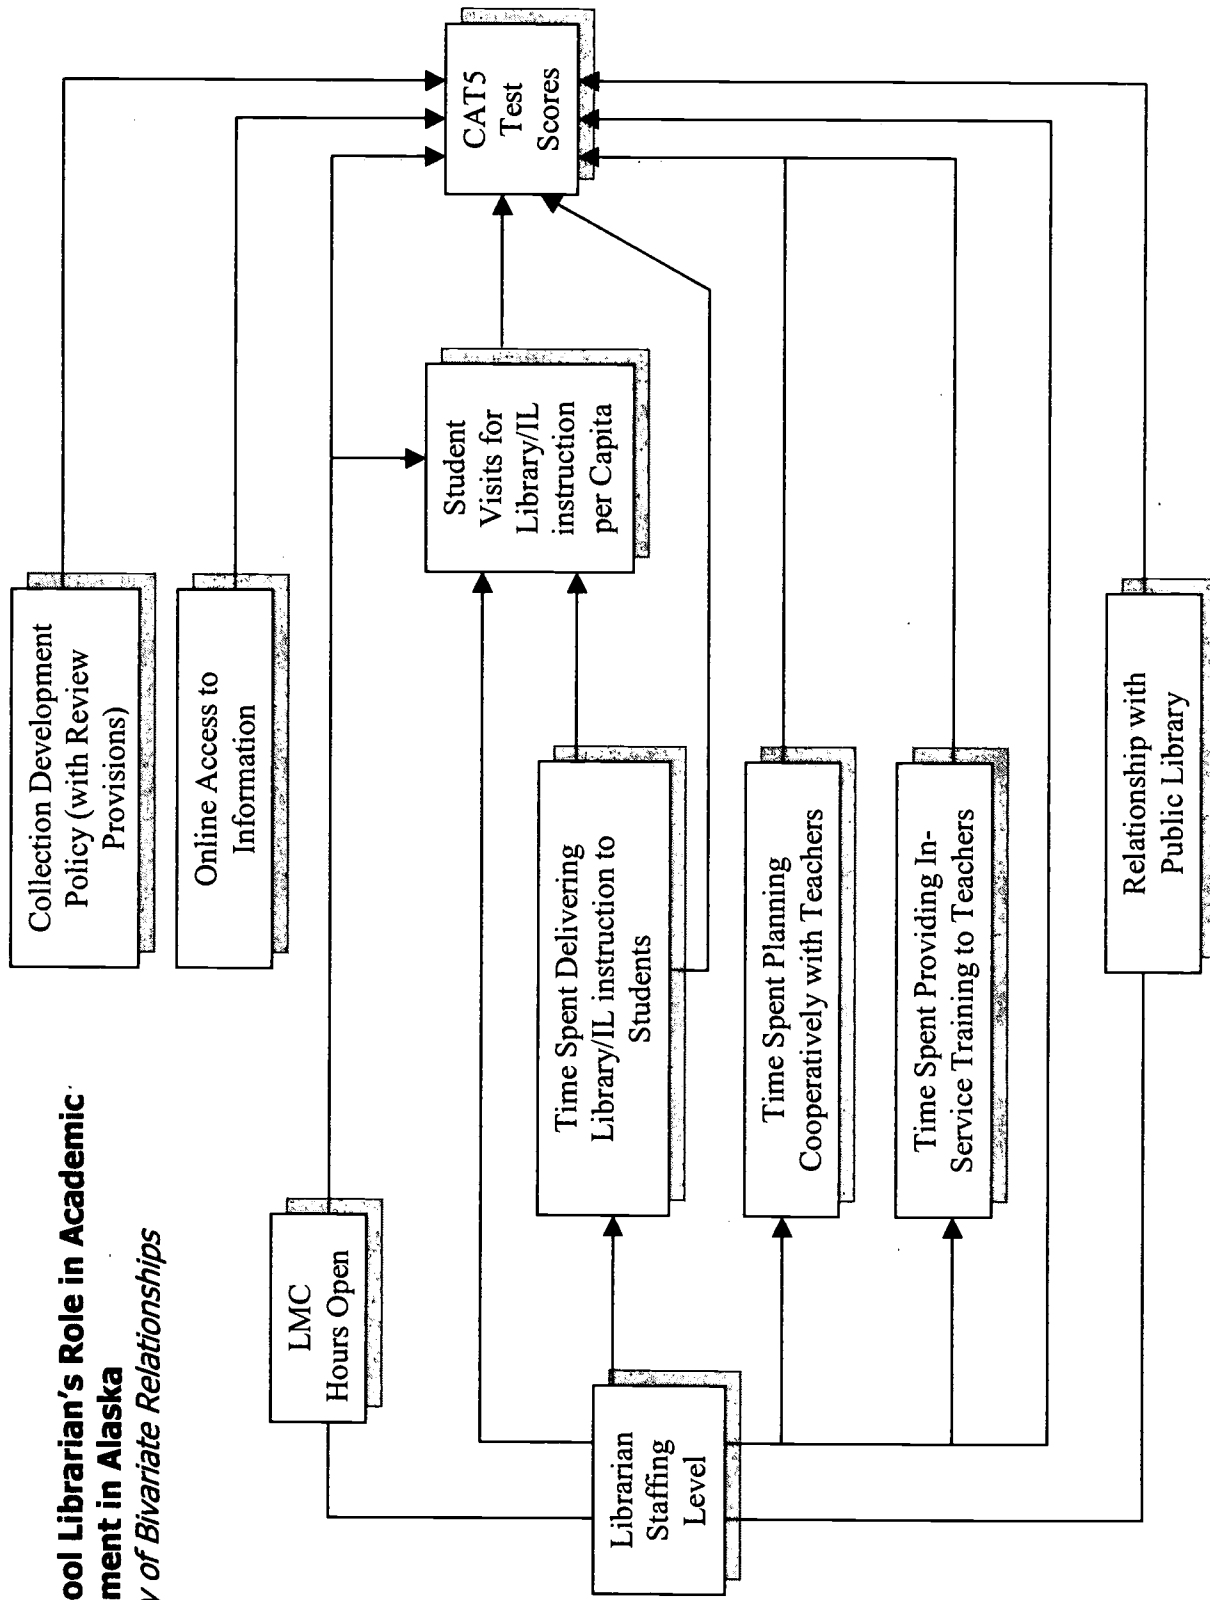 ool Librarian's Role in Academic
ment in Alaska
of Bivariate Relationships
Collection Development
Policy (with Review
Provisions)
Online Access to
Information
LMC
Hours Open
Student
Visits for
Library/IL
instruction
per Capita
CAT5
Test
Scores
Librarian
Staffing
Level
Time Spent Delivering
Library/IL instruction to
Students
Time Spent Planning
Cooperatively with Teachers
Time Spent Providing In-
Service Training to Teachers
Relationship with
Public Library